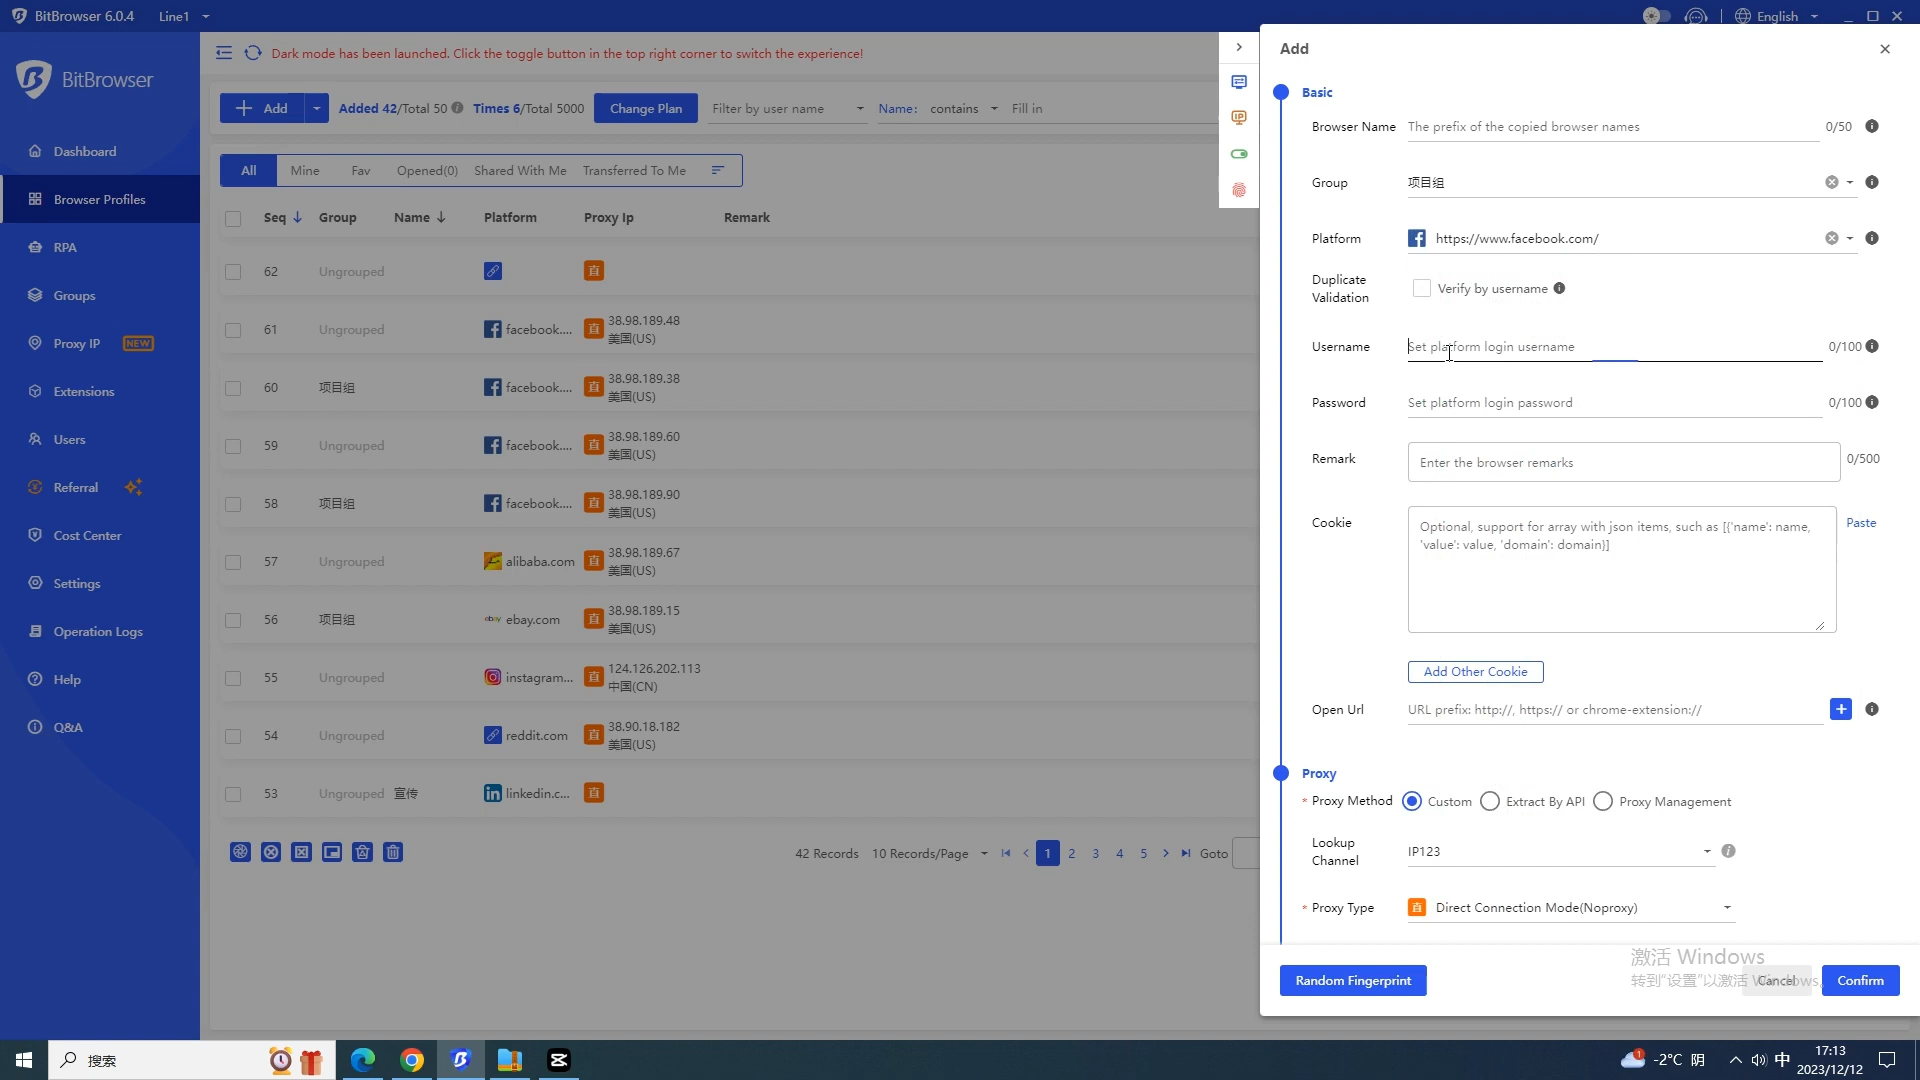 BitBrowser 6.0.4 Line1
English
BitBrowser
Dashboard
Browser Profiles
RPA
Groups
Proxy IP NEW
Extensions
Users
Referral
Cost Center
Settings
Operation Logs
Help
Q&A
Dark mode has been launched. Click the toggle button in the top right corner to switch the experience!
Add Added 42/Total 50 Times 6/Total 5000 Change Plan Filter by user name Name: contains Fill in
All Mine Fav Opened(0) Shared With Me Transferred To Me
Seq Group Name Platform Proxy Ip Remark
62 Ungrouped 直
61 Ungrouped facebook.... 直 38.98.189.48
美国(US)
60 项目组 facebook.... 直 38.98.189.38
美国(US)
59 Ungrouped facebook.... 直 38.98.189.60
美国(US)
58 项目组 facebook.... 直 38.98.189.90
美国(US)
57 Ungrouped alibaba.com 直 38.98.189.67
美国(US)
56 项目组 ebay ebay.com 直 38.98.189.15
美国(US)
55 Ungrouped instagram... 直 124.126.202.113
中国(CN)
54 Ungrouped reddit.com 直 38.90.18.182
美国(US)
53 Ungrouped 宣传 linkedin.c... 直
42 Records 10 Records/Page 1 2 3 4 5 Goto
IP
Add
Basic
Browser Name The prefix of the copied browser names 0/50
Group 项目组
Platform https://www.facebook.com/
Duplicate
Validation
Verify by username
Username Set platform login username 0/100
Password Set platform login password 0/100
Remark Enter the browser remarks 0/500
Cookie Optional, support for array with json items, such as [{'name': name,
'value': value, 'domain': domain}]
Paste
Add Other Cookie
Open Url URL prefix: http://, https:// or chrome-extension://
Proxy
* Proxy Method Custom Extract By API Proxy Management
Lookup
Channel
IP123
* Proxy Type 直 Direct Connection Mode(Noproxy)
激活 Windows
转到"设置"以激活 Windows。
Random Fingerprint Cancel Confirm
搜索
1 -2°C 阴 中
17:13
2023/12/12